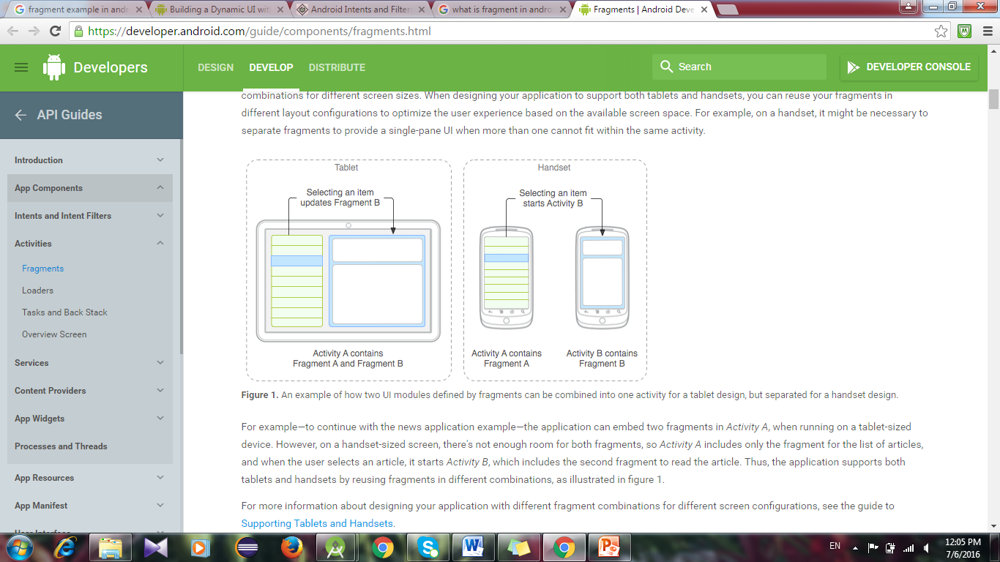 fragment example in andr
Building a Dynamic UI wit
Android Intents and Filter
what is fragment in andro
Fragments | Android Deve
https://developer.android.com/guide/components/fragments.html
Developers
DESIGN
DEVELOP
DISTRIBUTE
Search
DEVELOPER CONSOLE
API Guides
Introduction
App Components
Intents and Intent Filters
Activities
Fragments
Loaders
Tasks and Back Stack
Overview Screen
Services
Content Providers
App Widgets
Processes and Threads
App Resources
App Manifest
User Interface
combinations for different screen sizes. When designing your application to support both tablets and handsets, you can reuse your fragments in
different layout configurations to optimize the user experience based on the available screen space. For example, on a handset, it might be necessary to
separate fragments to provide a single-pane UI when more than one cannot fit within the same activity.
Tablet
Selecting an item
updates Fragment B
Activity A contains
Fragment A and Fragment B
Handset
Selecting an item
starts Activity B
Activity A contains
Fragment A
Activity B contains
Fragment B
Figure 1. An example of how two UI modules defined by fragments can be combined into one activity for a tablet design, but separated for a handset design.
For example—to continue with the news application example—the application can embed two fragments in Activity A, when running on a tablet-sized
device. However, on a handset-sized screen, there's not enough room for both fragments, so Activity A includes only the fragment for the list of articles,
and when the user selects an article, it starts Activity B, which includes the second fragment to read the article. Thus, the application supports both
tablets and handsets by reusing fragments in different combinations, as illustrated in figure 1.
For more information about designing your application with different fragment combinations for different screen configurations, see the guide to
Supporting Tablets and Handsets.
EN
12:05 PM
7/6/2016